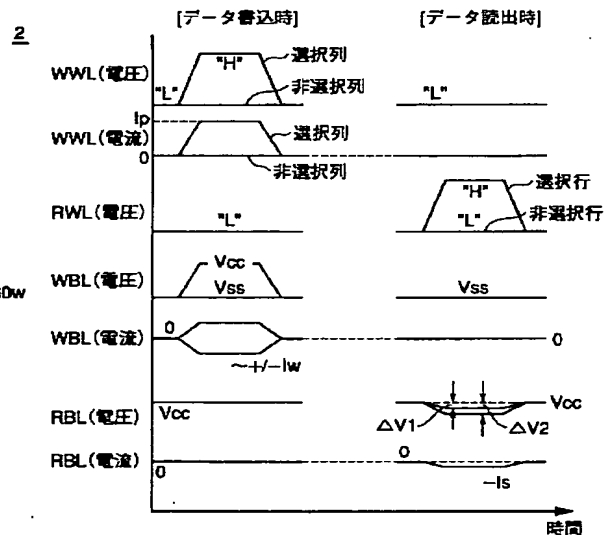 [データ書込時] [データ読出時]
2
WWL(電圧) "L" "H" 選択列 非選択列 "L"
WWL(電流) Ip 0 選択列 非選択列
RWL(電圧) "L" "H" "L" 選択行 非選択行
WBL(電圧) Vcc Vss Vss
WBL(電流) 0 ~+/-Iw 0
RBL(電圧) Vcc △V1 △V2 Vcc
RBL(電流) 0 0 -Is
時間